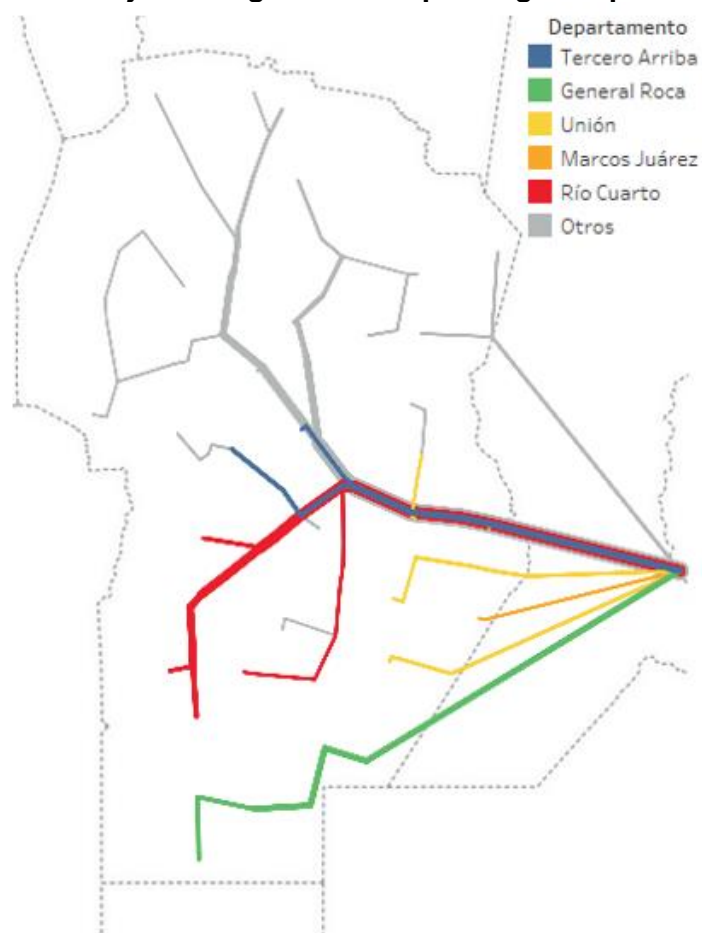 Departamento
Tercero Arriba
General Roca
Unión
Marcos Juárez
Río Cuarto
Otros